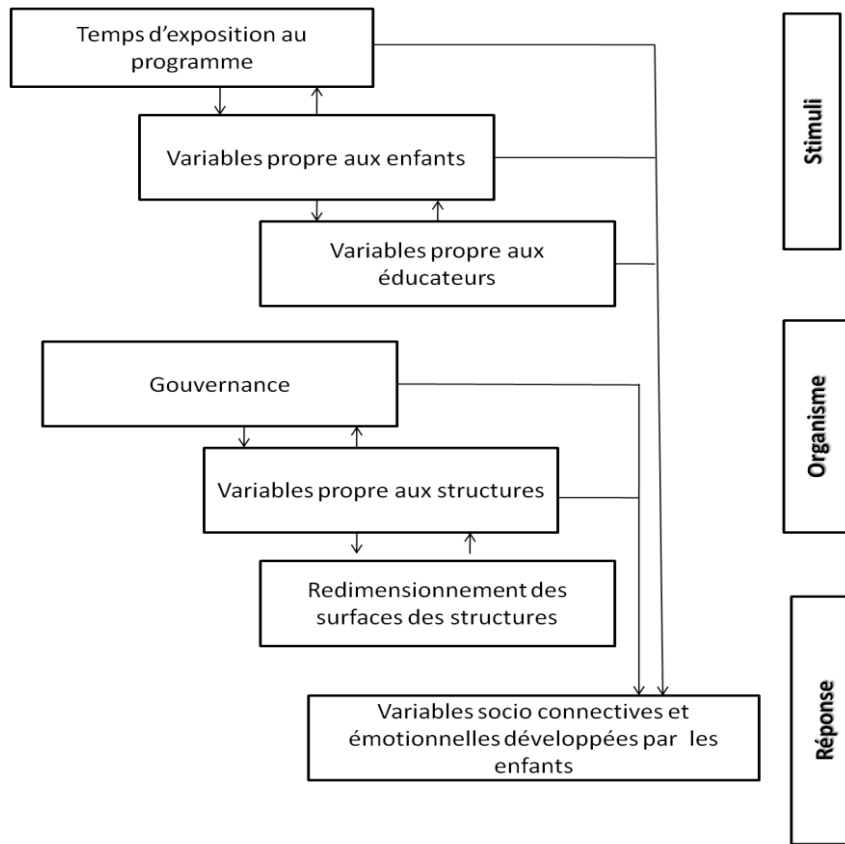 Temps d'exposition au
programme
Variables propre aux enfants
Variables propre aux
éducateurs
Stimuli
Gouvernance
Variables propre aux structures
Redimensionnement des
surfaces des structures
Organisme
Variables socio connectives et
émotionnelles développées par les
enfants
Réponse